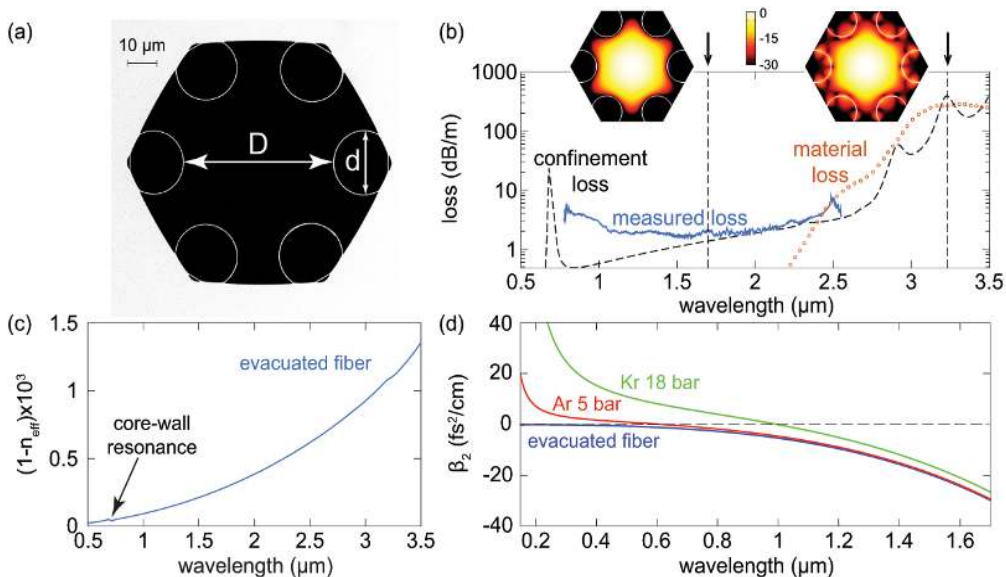 (a)
10 µm
D
d
(b)
0
-15
-30
1000
100
10
1
loss (dB/m)
confinement
loss
measured loss
material
loss
0.5 1 1.5 2 2.5 3 3.5
wavelength (µm)
(c)
1.5
1
0.5
0
(1-neff)x10³
evacuated fiber
core-wall
resonance
0.5 1 1.5 2 2.5 3 3.5
wavelength (µm)
(d)
40
20
0
-20
-40
β₂ (fs²/cm)
Kr 18 bar
Ar 5 bar
evacuated fiber
0.2 0.4 0.6 0.8 1 1.2 1.4 1.6
wavelength (µm)